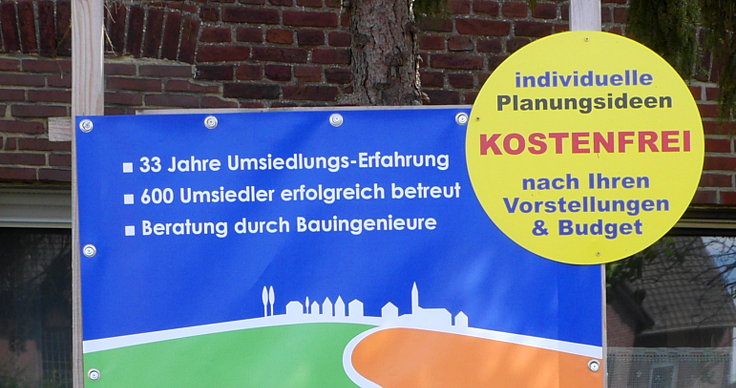 33 Jahre Umsiedlungs-Erfahrung
600 Umsiedler erfolgreich betreut
Beratung durch Bauingenieure
individuelle
Planungsideen
KOSTENFREI
nach Ihren
Vorstellungen
& Budget